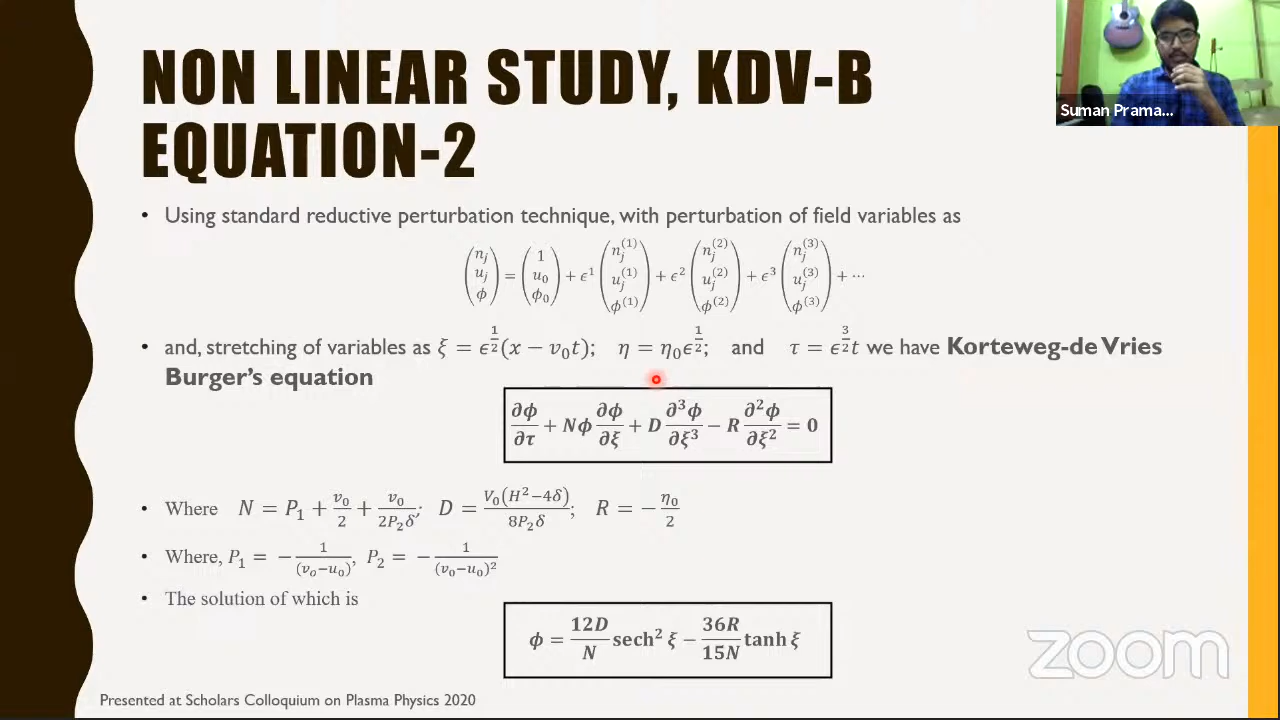 NON LINEAR STUDY, KDV-B
EQUATION-2
Suman Prama...
• Using standard reductive perturbation technique, with perturbation of field variables as
(n_j u_j ϕ) = (1 u_0 ϕ_0) + ϵ^1 (n_j^(1) u_j^(1) ϕ^(1)) + ϵ^2 (n_j^(2) u_j^(2) ϕ^(2)) + ϵ^3 (n_j^(3) u_j^(3) ϕ^(3)) + ⋯
• and, stretching of variables as ξ = ϵ^(1/2)(x − v_0t); η = η_0ϵ^(1/2); and τ = ϵ^(3/2)t we have Korteweg-de Vries
Burger's equation
∂ϕ/∂τ + Nϕ ∂ϕ/∂ξ + D ∂³ϕ/∂ξ³ − R ∂²ϕ/∂ξ² = 0
• Where N = P_1 + v_0/2 + v_0/(2P_2δ); D = V_0(H²−4δ)/(8P_2δ); R = − η_0/2
• Where, P_1 = − 1/(v_o−u_0), P_2 = − 1/(v_0−u_0)²
• The solution of which is
ϕ = 12D/N sech² ξ − 36R/15N tanh ξ
zoom
Presented at Scholars Colloquium on Plasma Physics 2020